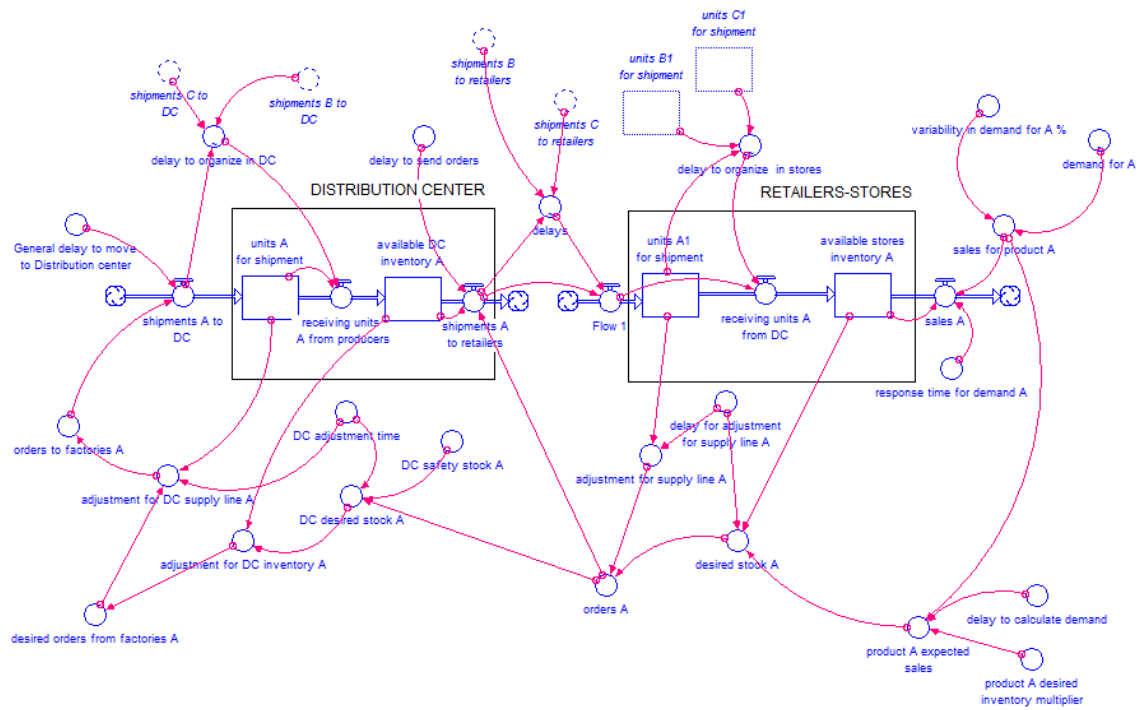 units C1
for shipment
units B1
for shipment
shipments B
to retailers
shipments C to
DC
shipments B to
DC
shipments C
to retailers
variability in demand for A %
delay to organize in DC
delay to send orders
delay to organize  in stores
demand for A
DISTRIBUTION CENTER
RETAILERS-STORES
General delay to move
to Distribution center
units A
for shipment
available DC
inventory A
delays
units A1
for shipment
available stores
inventory A
sales for product A
shipments A to
DC
receiving units
A from producers
shipments A
to retailers
Flow 1
receiving units A
from DC
sales A
response time for demand A
orders to factories A
DC adjustment time
DC safety stock A
delay for adjustment
for supply line A
adjustment for DC supply line A
adjustment for supply line A
DC desired stock A
adjustment for DC inventory A
desired stock A
orders A
desired orders from factories A
delay to calculate demand
product A expected
sales
product A desired
inventory multiplier